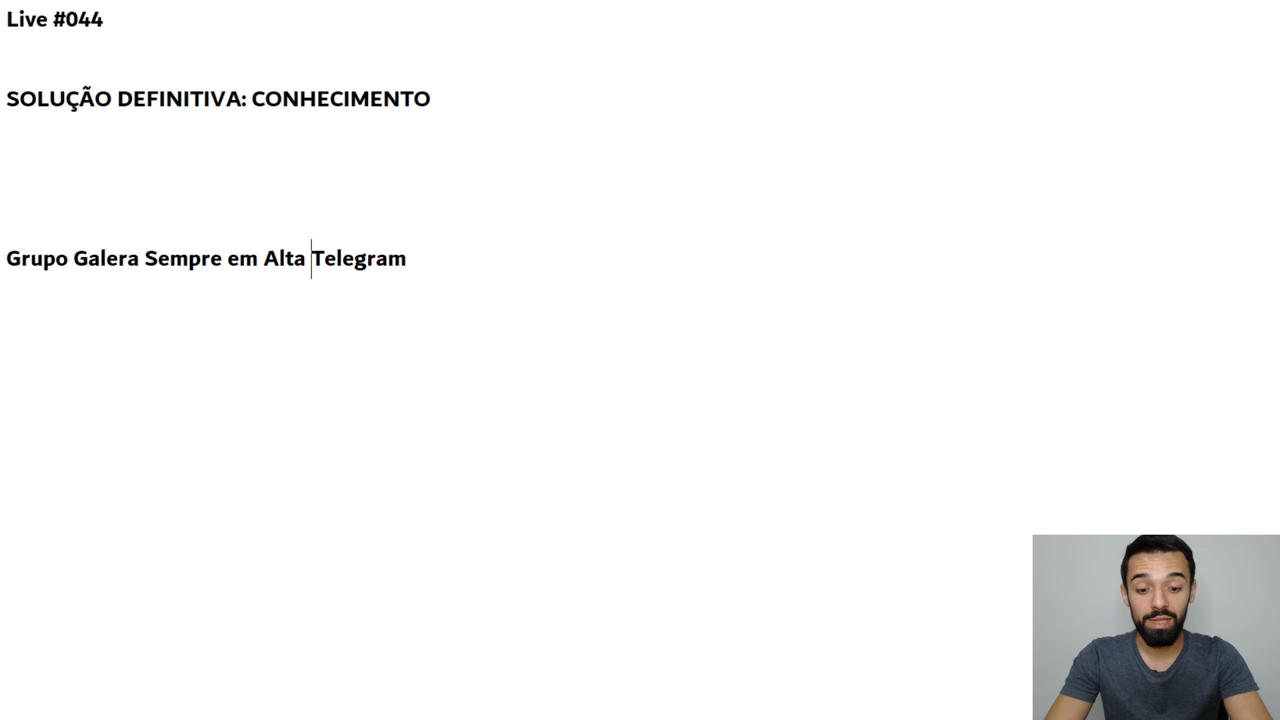 Live #044
SOLUÇÃO DEFINITIVA: CONHECIMENTO
Grupo Galera Sempre em Alta Telegram